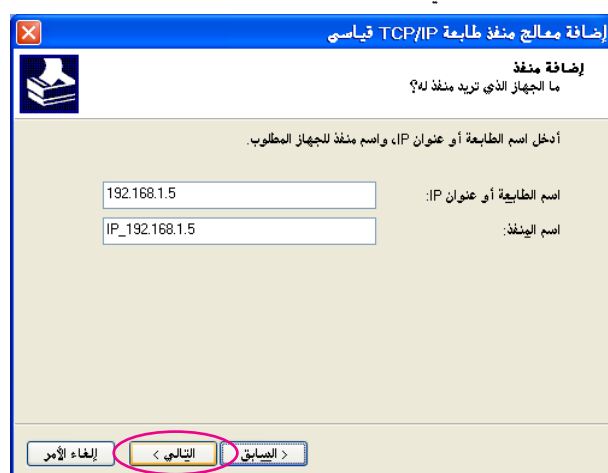 إضافة معالج منفذ طابعة TCP/IP قياسي
إضافة منفذ
ما الجهاز الذي تريد منفذ له؟
أدخل اسم الطابعة أو عنوان IP، واسم منفذ للجهاز المطلوب.
اسم الطابعة أو عنوان IP:
192.168.1.5
اسم المنفذ:
IP_192.168.1.5
< السابق
التالي >
إلغاء الأمر